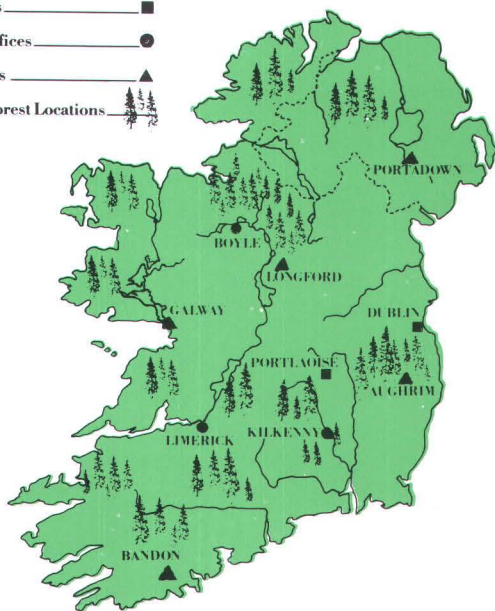 s
fices
s
orest Locations
PORTADOWN
BOYLE
LONGFORD
GALWAY
DUBLIN
PORTLAOISE
AUGHRIM
LIMERICK
KILKENNY
BANDON